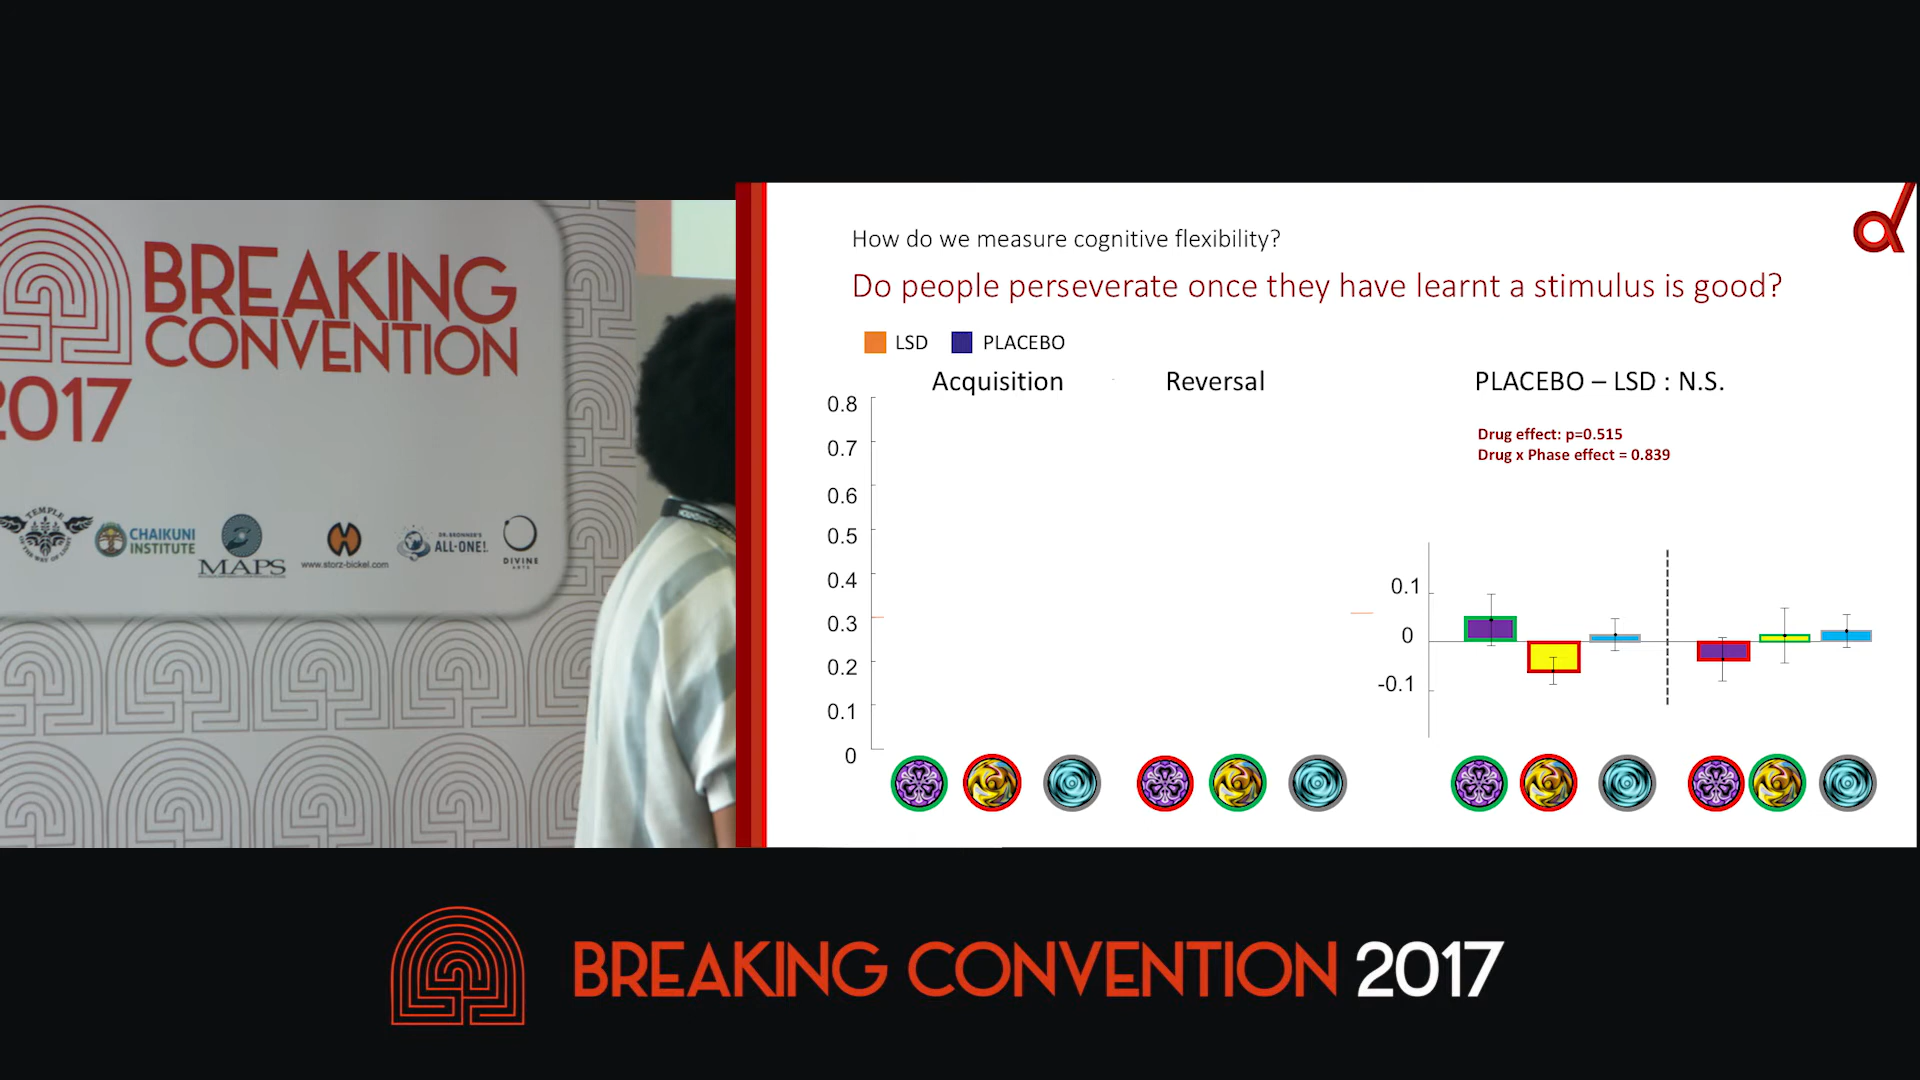 BREAKING
CONVENTION
2017
TEMPLE
OF THE WAY OF LIGHT
CHAIKUNI
INSTITUTE
MAPS
www.storz-bickel.com
DR. BRONNER'S
ALL-ONE!
DIVINE
ARTS
How do we measure cognitive flexibility?
Do people perseverate once they have learnt a stimulus is good?
LSD PLACEBO
Acquisition Reversal
PLACEBO – LSD : N.S.
Drug effect: p=0.515
Drug x Phase effect = 0.839
0.8
0.7
0.6
0.5
0.4
0.3
0.2
0.1
0
0.1
0
-0.1
BREAKING CONVENTION 2017